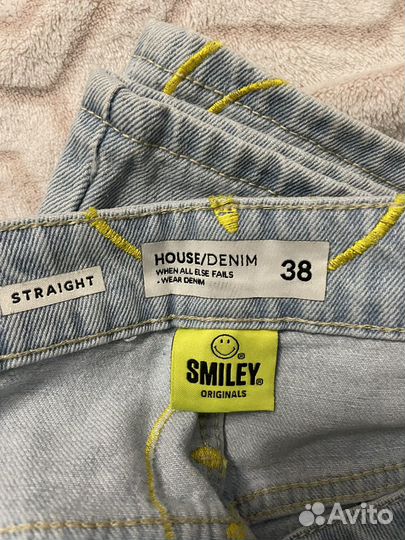 STRAIGHT
HOUSE/DENIM
WHEN ALL ELSE FAILS
- WEAR DENIM
38
SMILEY®
ORIGINALS
Avito